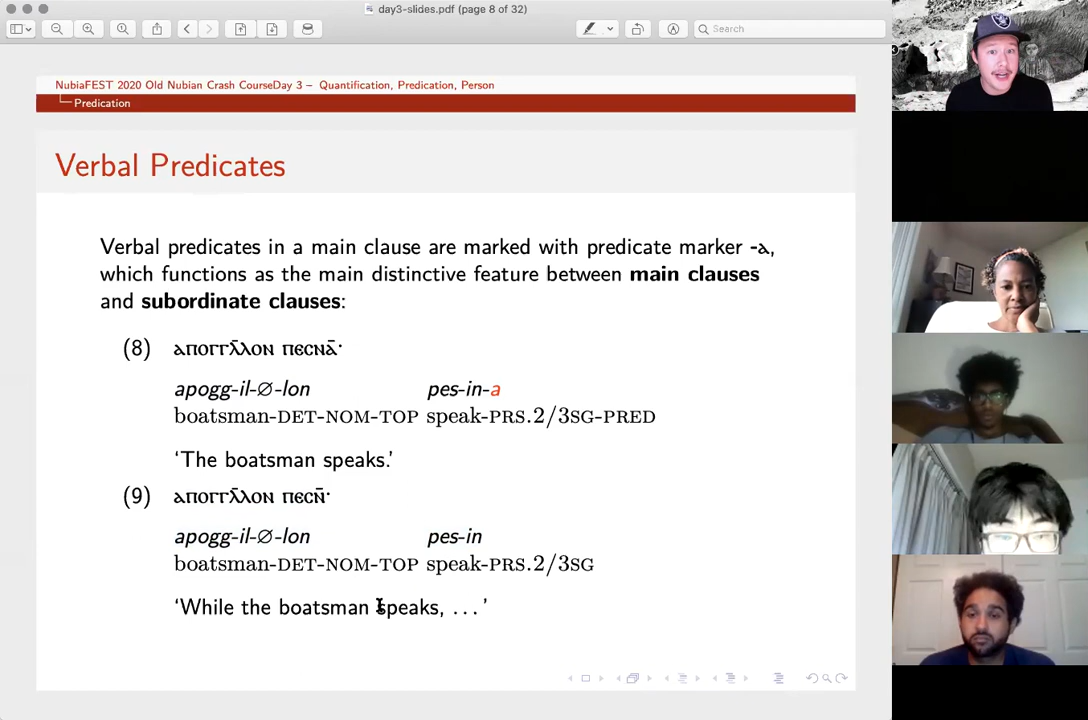 day3-slides.pdf (page 8 of 32)
Search
NubiaFEST 2020 Old Nubian Crash CourseDay 3 – Quantification, Predication, Person
Predication
Verbal Predicates
Verbal predicates in a main clause are marked with predicate marker -ⲁ,
which functions as the main distinctive feature between main clauses
and subordinate clauses:
(8) ⲁⲡⲟⲅⲅⲗ̄ⲗⲟⲛ ⲡⲉⲥⲛⲁ̄·
apogg-il-∅-lon pes-in-a
boatsman-DET-NOM-TOP speak-PRS.2/3SG-PRED
‘The boatsman speaks.’
(9) ⲁⲡⲟⲅⲅⲗ̄ⲗⲟⲛ ⲡⲉⲥⲛ̄·
apogg-il-∅-lon pes-in
boatsman-DET-NOM-TOP speak-PRS.2/3SG
‘While the boatsman speaks, . . . ’